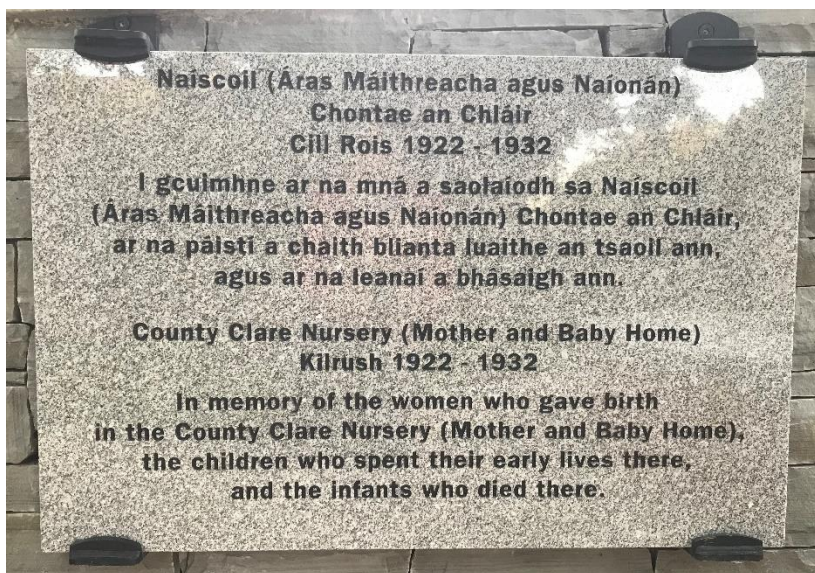 Naíscoil (Áras Máithreacha agus Naíonán)
Chontae an Chláir
Cill Rois 1922 - 1932
I gcuimhne ar na mná a saolaíodh sa Naíscoil
(Áras Máithreacha agus Naíonán) Chontae an Chláir,
ar na páistí a chaith blianta luaithe an tsaoil ann,
agus ar na leanaí a bhásaigh ann.
County Clare Nursery (Mother and Baby Home)
Kilrush 1922 - 1932
In memory of the women who gave birth
in the County Clare Nursery (Mother and Baby Home),
the children who spent their early lives there,
and the infants who died there.